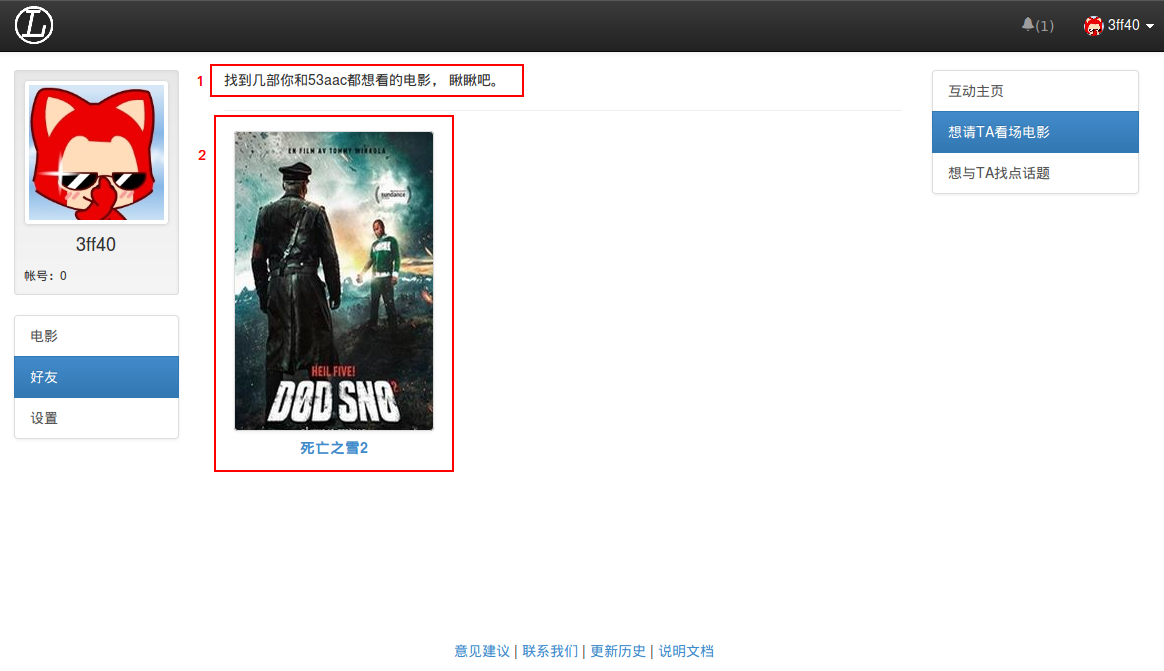 L
(1)
3ff40
1
找到几部你和53aac都想看的电影， 瞅瞅吧。
互动主页
想请TA看场电影
想与TA找点话题
3ff40
帐号：0
电影
好友
设置
2
EN FILM AV TOMMY WIRKOLA
sundance
HEIL FIVE!
DØD SNØ 2
死亡之雪2
意见建议 | 联系我们 | 更新历史 | 说明文档